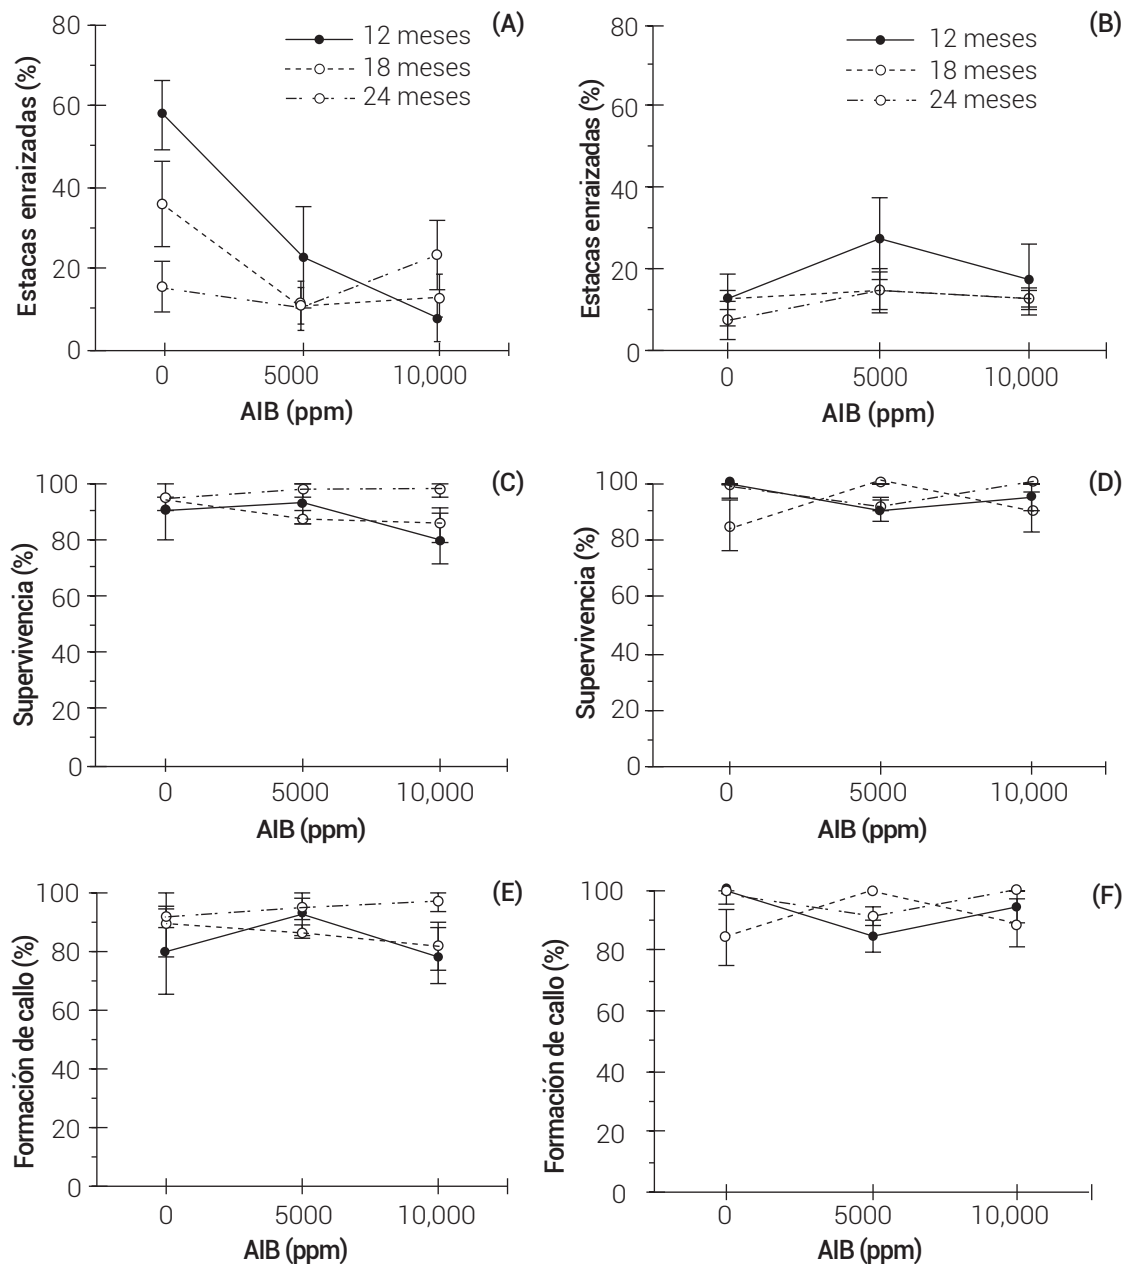 (A)
12 meses
18 meses
24 meses
Estacas enraizadas (%)
80
60
40
20
0
0 5000 10,000
AIB (ppm)
(B)
12 meses
18 meses
24 meses
Estacas enraizadas (%)
80
60
40
20
0
0 5000 10,000
AIB (ppm)
(C)
Supervivencia (%)
100
80
60
40
20
0
0 5000 10,000
AIB (ppm)
(D)
Supervivencia (%)
100
80
60
40
20
0
0 5000 10,000
AIB (ppm)
(E)
Formación de callo (%)
100
80
60
40
20
0
0 5000 10,000
AIB (ppm)
(F)
Formación de callo (%)
100
80
60
40
20
0
0 5000 10,000
AIB (ppm)